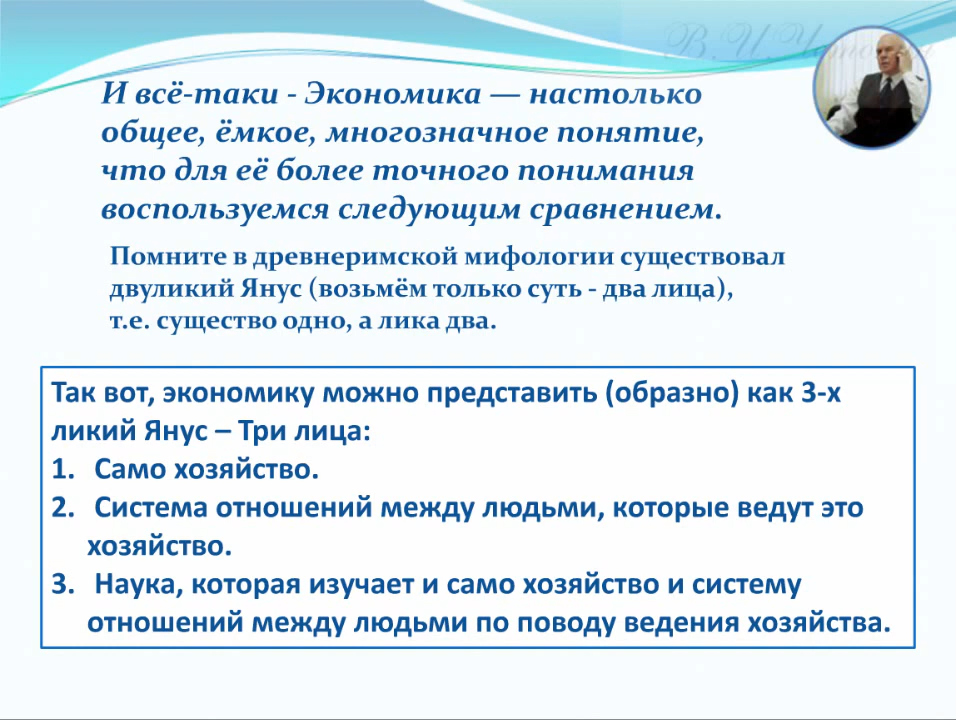 И всё-таки - Экономика — настолько
общее, ёмкое, многозначное понятие,
что для её более точного понимания
воспользуемся следующим сравнением.
Помните в древнеримской мифологии существовал
двуликий Янус (возьмём только суть - два лица),
т.е. существо одно, а лика два.
Так вот, экономику можно представить (образно) как 3-х
ликий Янус – Три лица:
1. Само хозяйство.
2. Система отношений между людьми, которые ведут это
хозяйство.
3. Наука, которая изучает и само хозяйство и систему
отношений между людьми по поводу ведения хозяйства.